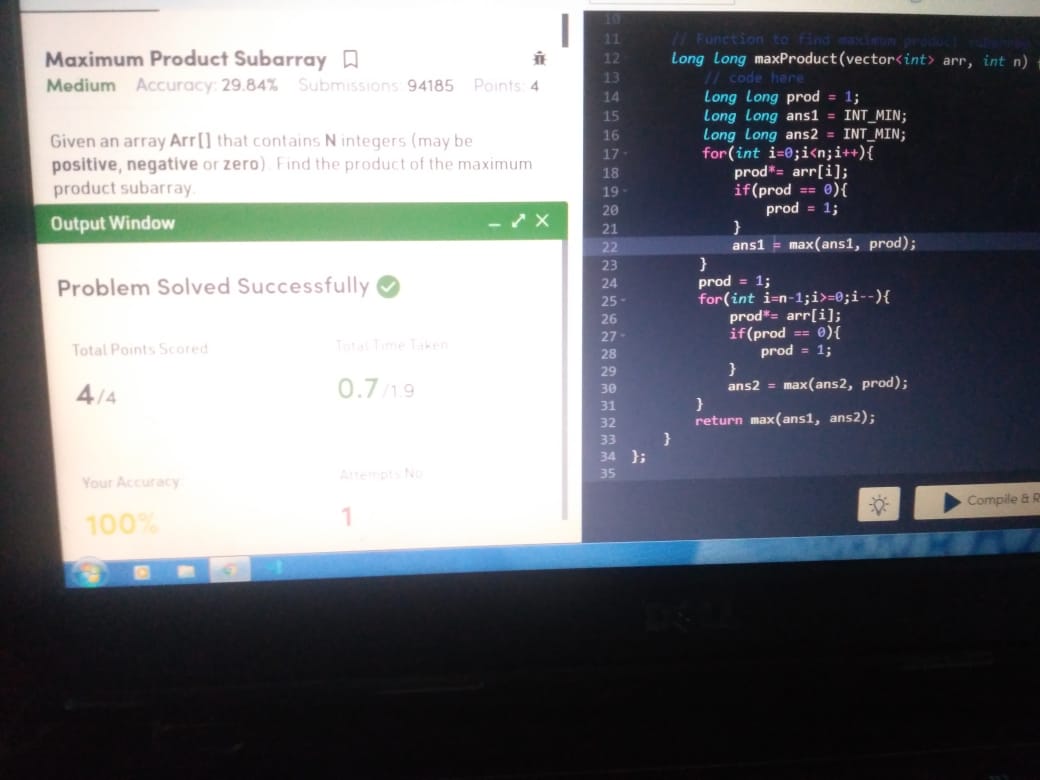 Maximum Product Subarray
Medium Accuracy: 29.84% Submissions: 94185 Points: 4
Given an array Arr[] that contains N integers (may be
positive, negative or zero). Find the product of the maximum
product subarray.
Output Window
Problem Solved Successfully
Total Points Scored
Total Time Taken
4/4
0.7/1.9
Your Accuracy:
Attempts No.
100%
1
10
11 // Function to find maximum product subarray
12 long long maxProduct(vector<int> arr, int n) {
13 // code here
14 long long prod = 1;
15 long long ans1 = INT_MIN;
16 long long ans2 = INT_MIN;
17 for(int i=0;i<n;i++){
18 prod*= arr[i];
19 if(prod == 0){
20 prod = 1;
21 }
22 ans1 = max(ans1, prod);
23 }
24 prod = 1;
25 for(int i=n-1;i>=0;i--){
26 prod*= arr[i];
27 if(prod == 0){
28 prod = 1;
29 }
30 ans2 = max(ans2, prod);
31 }
32 return max(ans1, ans2);
33 }
34 };
35
Compile & R
DELL